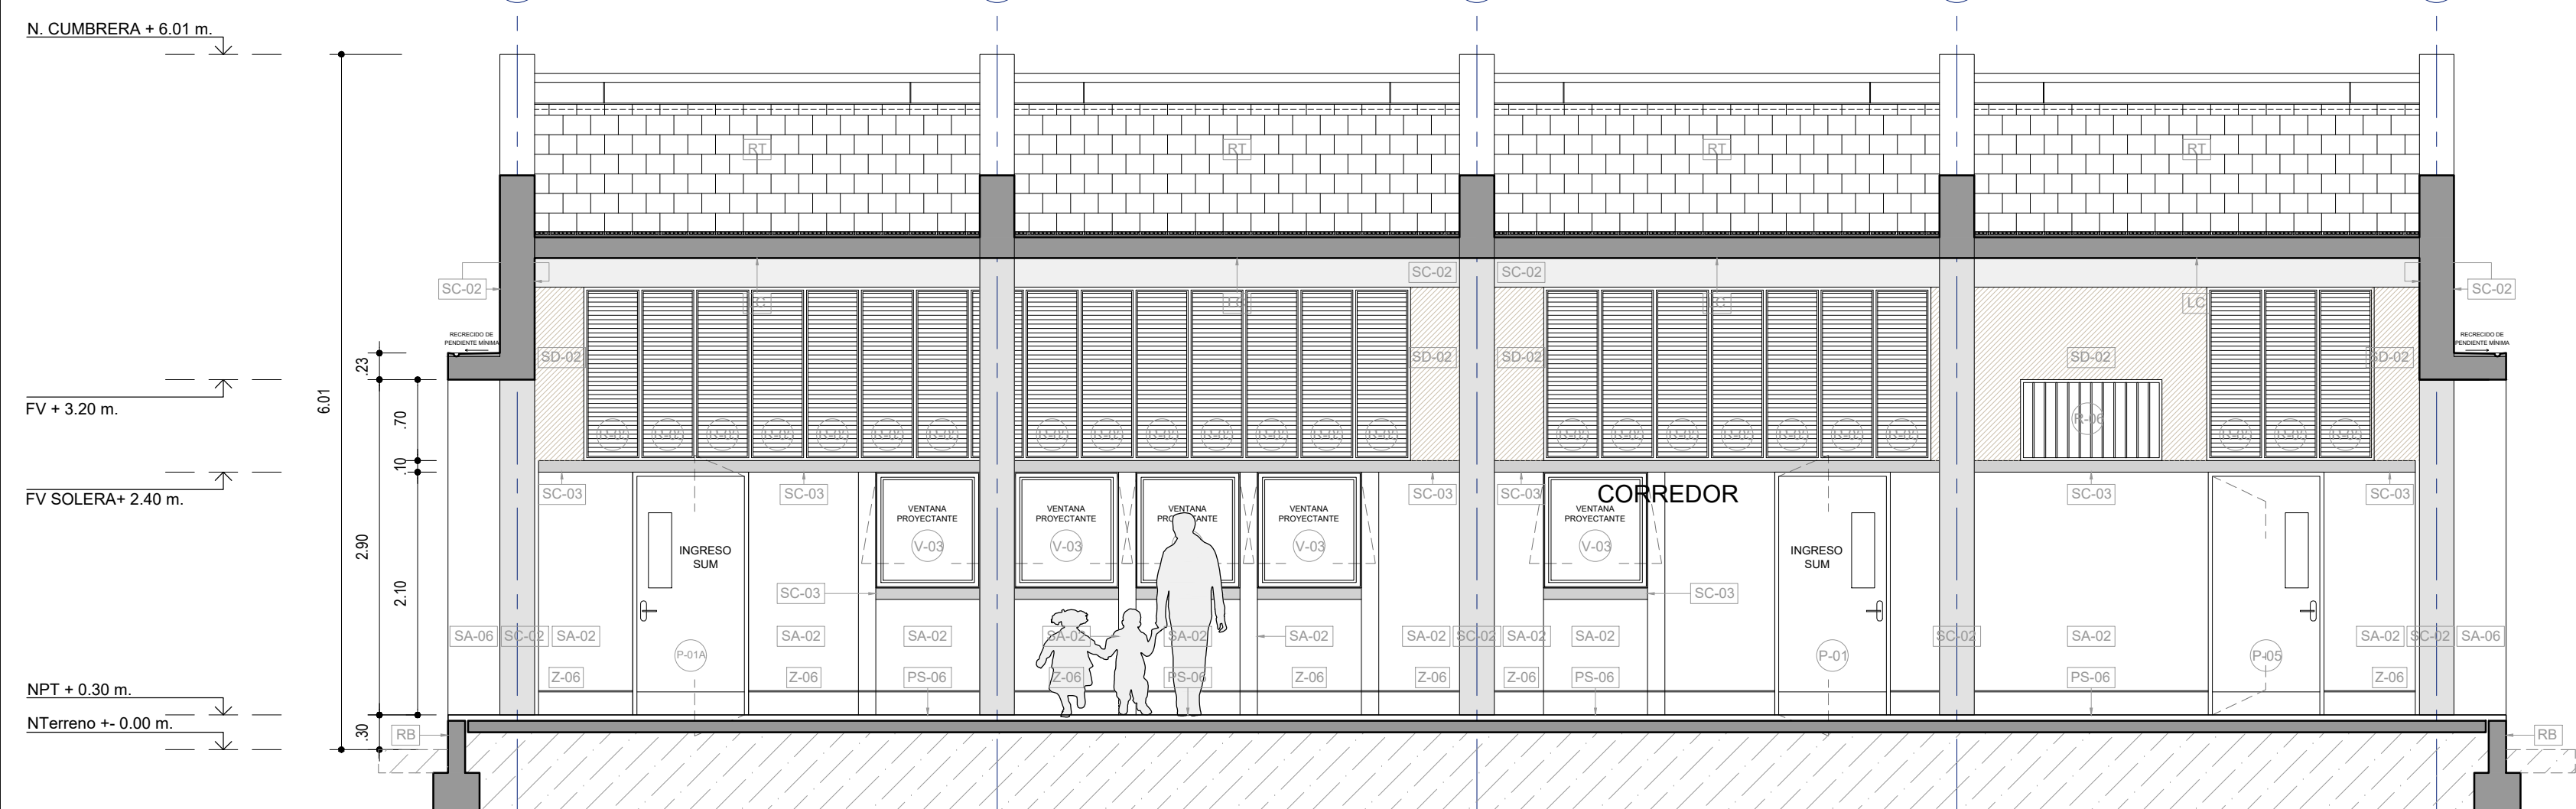 N. CUMBRERA + 6.01 m.
RT
RT
RT
RT
SC-02
SC-02
SC-02
SC-02
LC
RECRECIDO DE
PENDIENTE MÍNIMA
RECRECIDO DE
PENDIENTE MÍNIMA
.23
SD-02
SD-02
SD-02
SD-02
SD-02
FV + 3.20 m.
6.01
.70
R-06
.10
FV SOLERA+ 2.40 m.
SC-03
SC-03
SC-03
SC-03
SC-03
SC-03
CORREDOR
VENTANA
PROYECTANTE
VENTANA
PROYECTANTE
VENTANA
VENTANA
PROYECTANTE
VENTANA
PROYECTANTE
V-03
V-03
V-03
V-03
INGRESO
SUM
INGRESO
SUM
2.90
2.10
SC-03
SC-03
SA-06
SC-02
SA-02
SA-02
SA-02
SA-02
SA-02
SA-02
SA-02
SC-02
SA-02
SA-02
SC-02
SA-02
SA-02
SC-02
SA-06
P-01A
P-01
P-05
Z-06
Z-06
PS-06
Z-06
PS-06
Z-06
Z-06
Z-06
PS-06
PS-06
Z-06
NPT + 0.30 m.
NTerreno +- 0.00 m.
.30
RB
RB